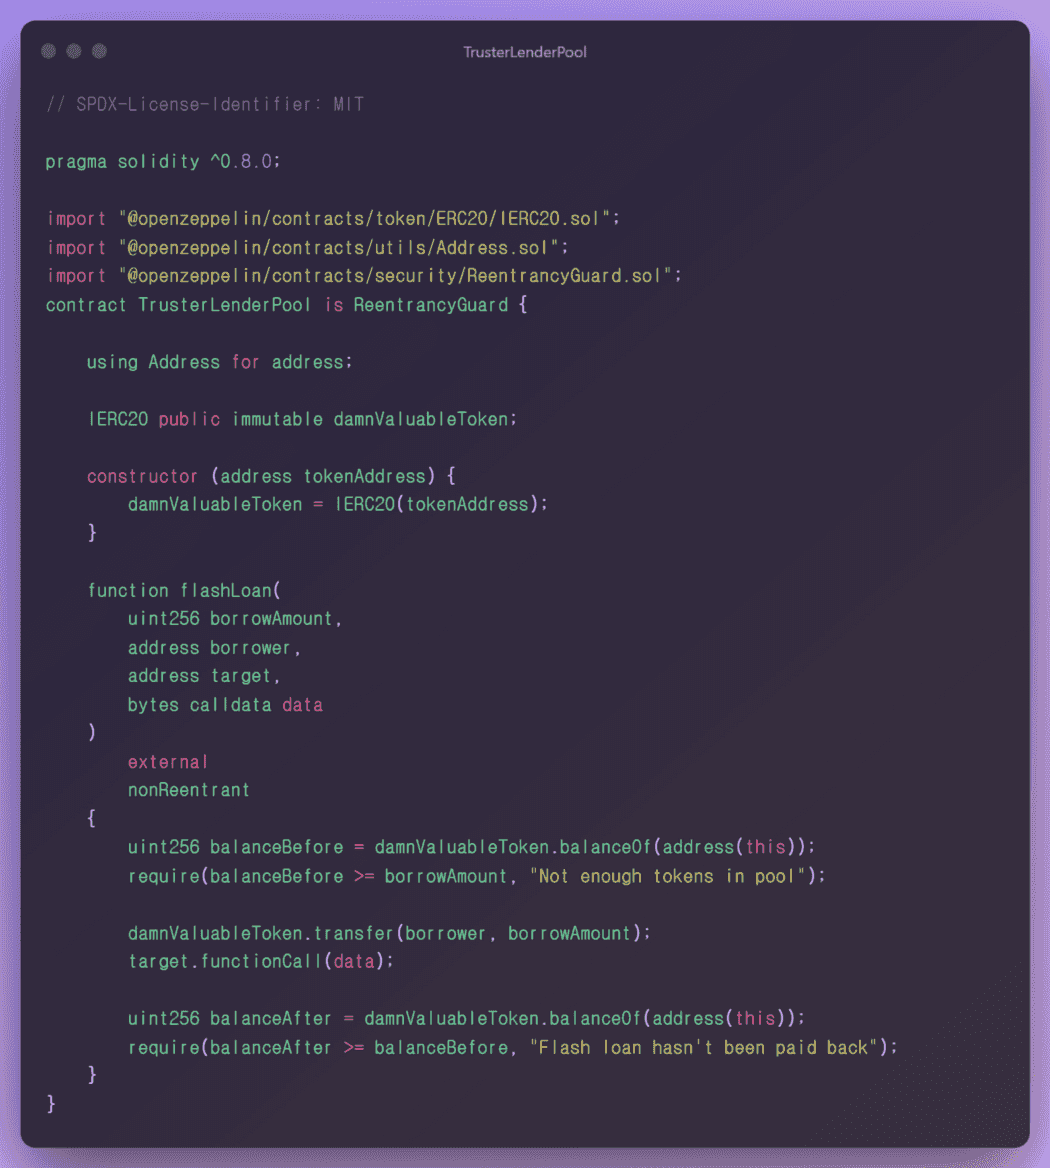 TrusterLenderPool
// SPDX-License-Identifier: MIT
pragma solidity ^0.8.0;
import "@openzeppelin/contracts/token/ERC20/IERC20.sol";
import "@openzeppelin/contracts/utils/Address.sol";
import "@openzeppelin/contracts/security/ReentrancyGuard.sol";
contract TrusterLenderPool is ReentrancyGuard {
using Address for address;
IERC20 public immutable damnValuableToken;
constructor (address tokenAddress) {
damnValuableToken = IERC20(tokenAddress);
}
function flashLoan(
uint256 borrowAmount,
address borrower,
address target,
bytes calldata data
)
external
nonReentrant
{
uint256 balanceBefore = damnValuableToken.balanceOf(address(this));
require(balanceBefore >= borrowAmount, "Not enough tokens in pool");
damnValuableToken.transfer(borrower, borrowAmount);
target.functionCall(data);
uint256 balanceAfter = damnValuableToken.balanceOf(address(this));
require(balanceAfter >= balanceBefore, "Flash loan hasn't been paid back");
}
}